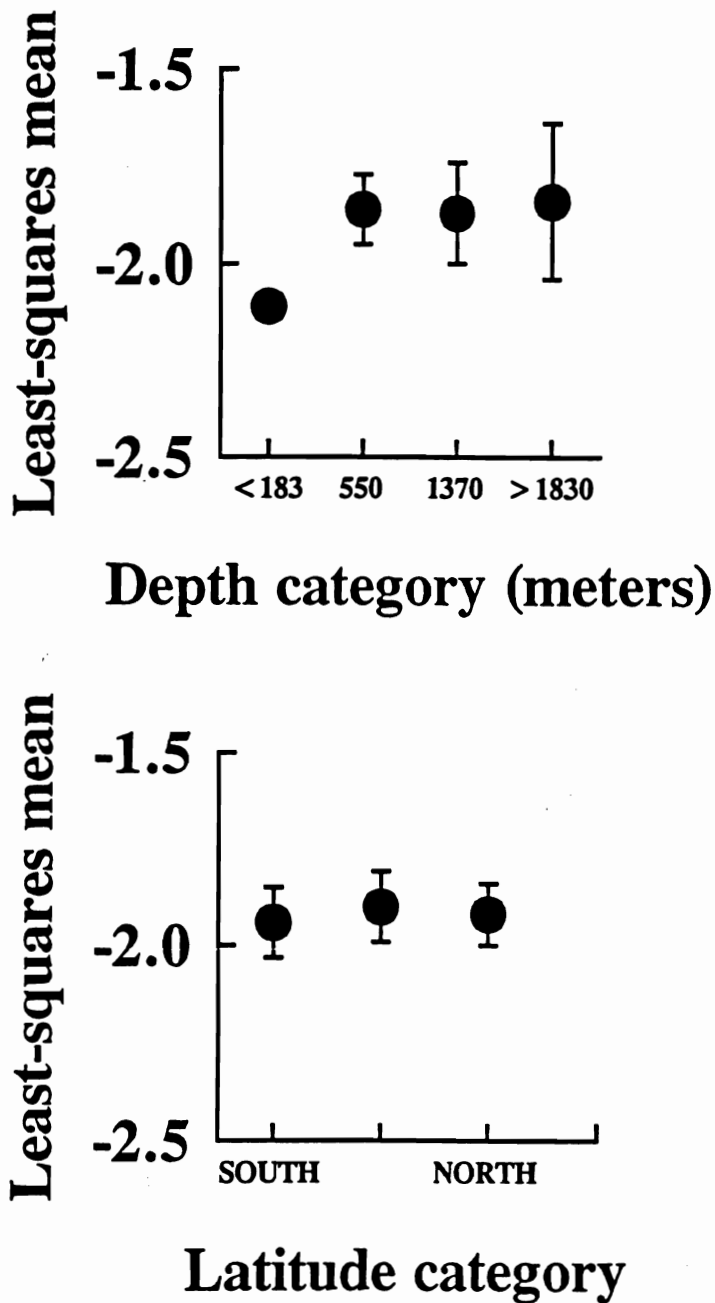 Least-squares mean
-1.5
-2.0
-2.5
<183 550 1370 >1830
Depth category (meters)
Least-squares mean
-1.5
-2.0
-2.5
SOUTH NORTH
Latitude category